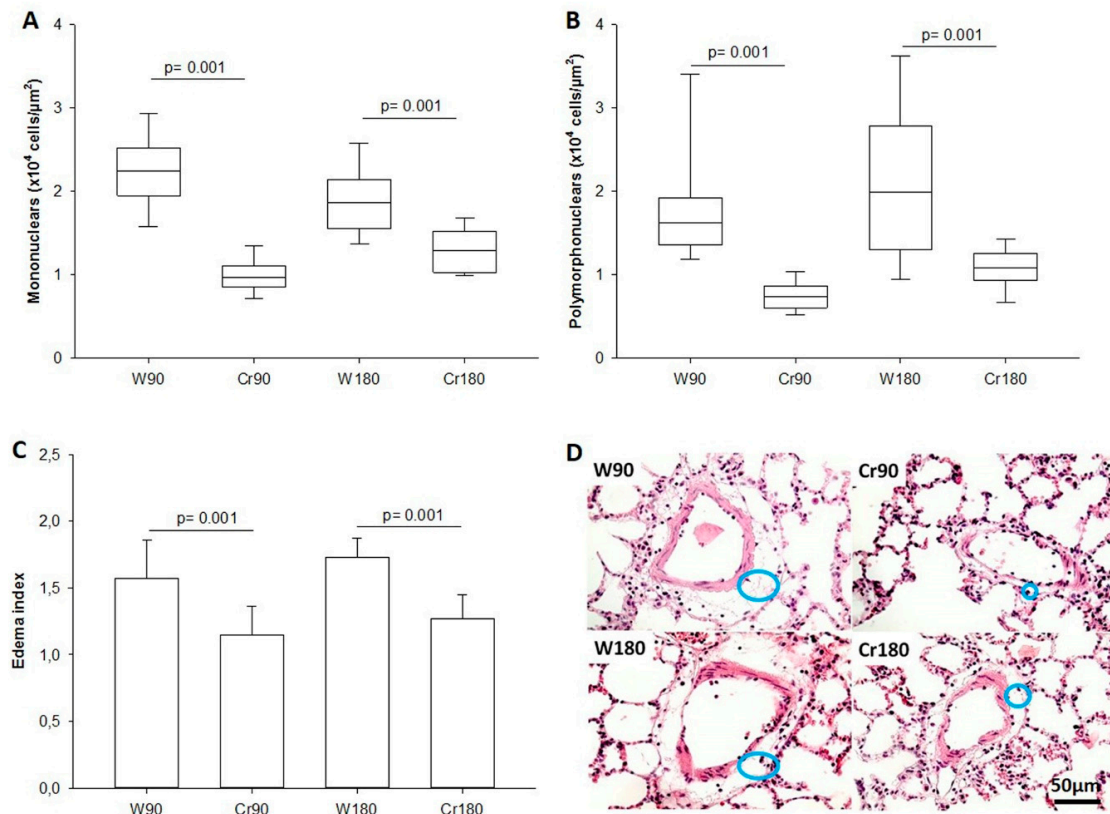 A
Mononuclears (x10⁴ cells/µm²)
4
3
2
1
0
p= 0.001
p= 0.001
W90 Cr90 W180 Cr180
B
Polymorphonuclears (x10⁴ cells/µm²)
4
3
2
1
0
p= 0.001
p= 0.001
W90 Cr90 W180 Cr180
C
Edema index
2,5
2,0
1,5
1,0
0,5
0,0
p= 0.001
p= 0.001
W90 Cr90 W180 Cr180
D
W90
Cr90
W180
Cr180
50µm